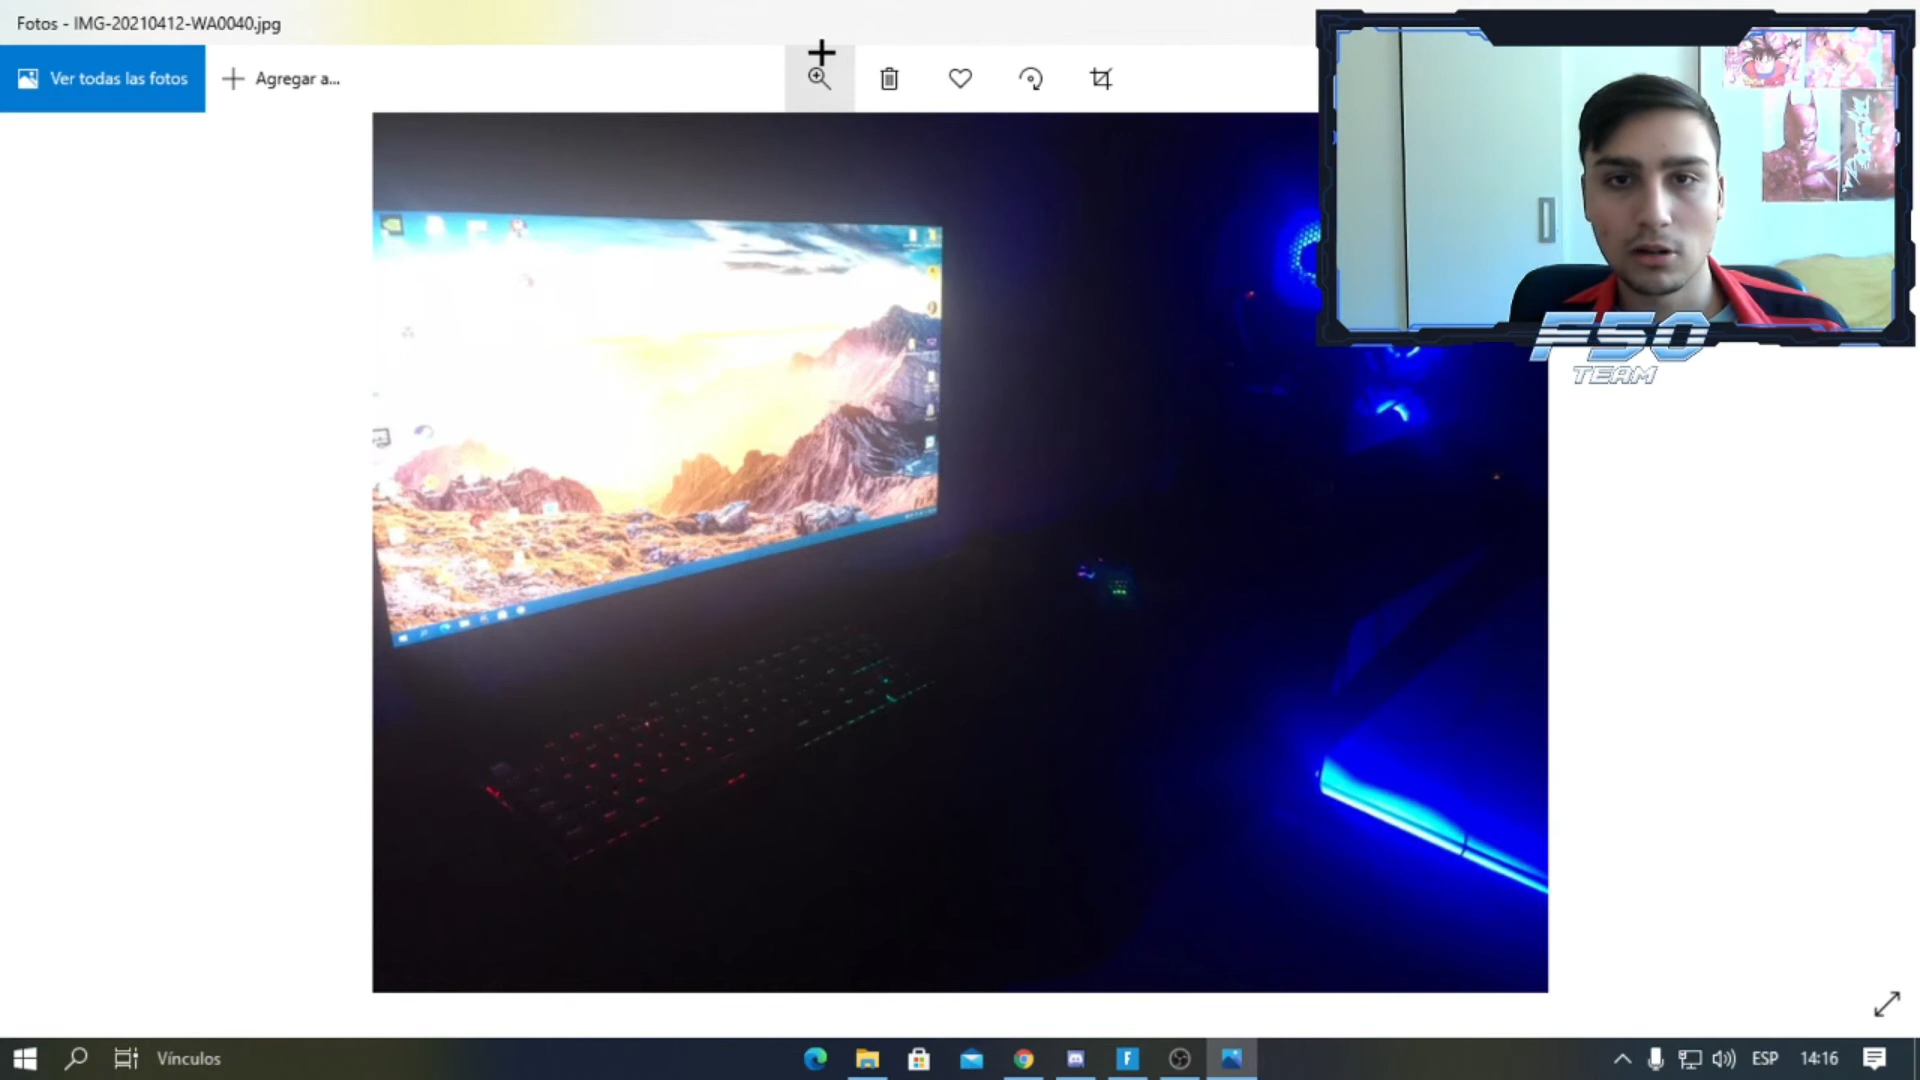 Fotos - IMG-20210412-WA0040.jpg
Ver todas las fotos
Agregar a...
F50
TEAM
Vínculos
ESP
14:16